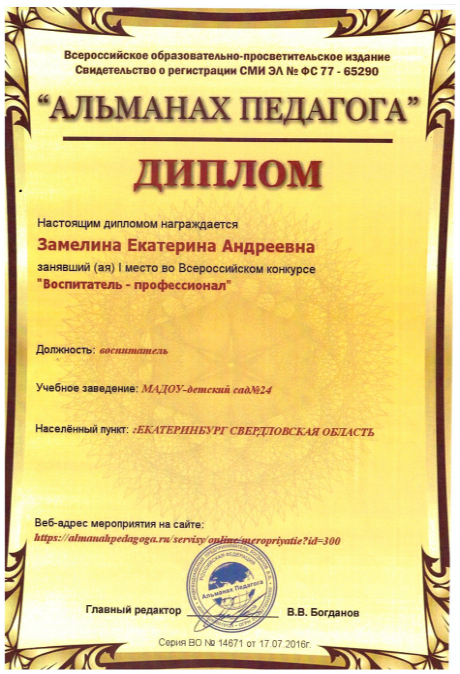 Всероссийское образовательно-просветительское издание
Свидетельство о регистрации СМИ ЭЛ № ФС 77 - 65290
“АЛЬМАНАХ ПЕДАГОГА”
ДИПЛОМ
Настоящим дипломом награждается
Замелина Екатерина Андреевна
занявший (ая) I место во Всероссийском конкурсе
"Воспитатель - профессионал"
Должность: воспитатель
Учебное заведение: МАДОУ-детский сад№24
Населённый пункт: гЕКАТЕРИНБУРГ СВЕРДЛОВСКАЯ ОБЛАСТЬ
Веб-адрес мероприятия на сайте:
https://almanahpedagoga.ru/servisy/online/meropriyatie?id=300
РОССИЙСКАЯ ФЕДЕРАЦИЯ
Альманах Педагога
Главный редактор
В.В. Богданов
Серия ВО № 14671 от 17.07.2016г.